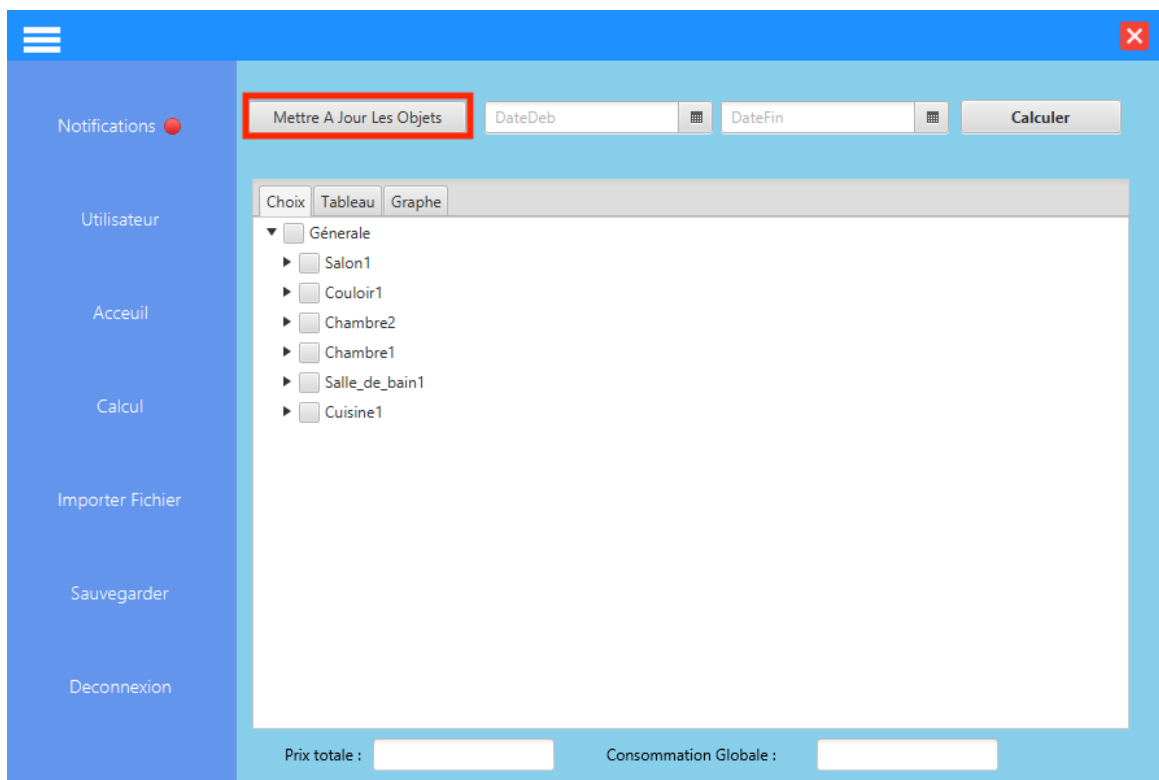 Notifications
Utilisateur
Acceuil
Calcul
Importer Fichier
Sauvegarder
Deconnexion
Mettre A Jour Les Objets
DateDeb
DateFin
Calculer
Choix Tableau Graphe
Génerale
Salon1
Couloir1
Chambre2
Chambre1
Salle_de_bain1
Cuisine1
Prix totale :
Consommation Globale :